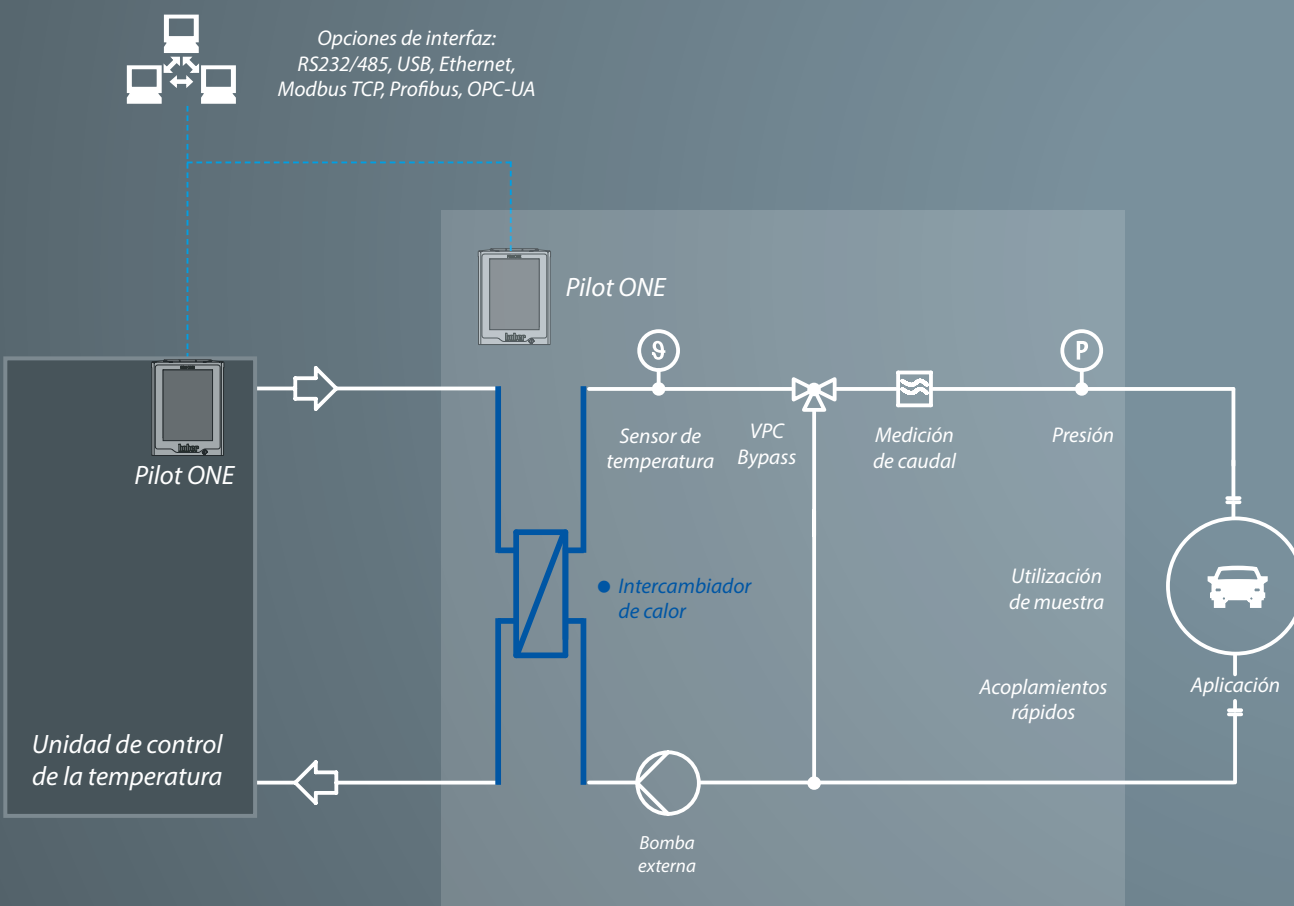 Opciones de interfaz:
RS232/485, USB, Ethernet,
Modbus TCP, Profibus, OPC-UA
huber
Pilot ONE
ϑ
P
huber
Pilot ONE
Sensor de
temperatura
VPC
Bypass
Medición
de caudal
Presión
Intercambiador
de calor
Utilización
de muestra
Acoplamientos
rápidos
Aplicación
Unidad de control
de la temperatura
Bomba
externa